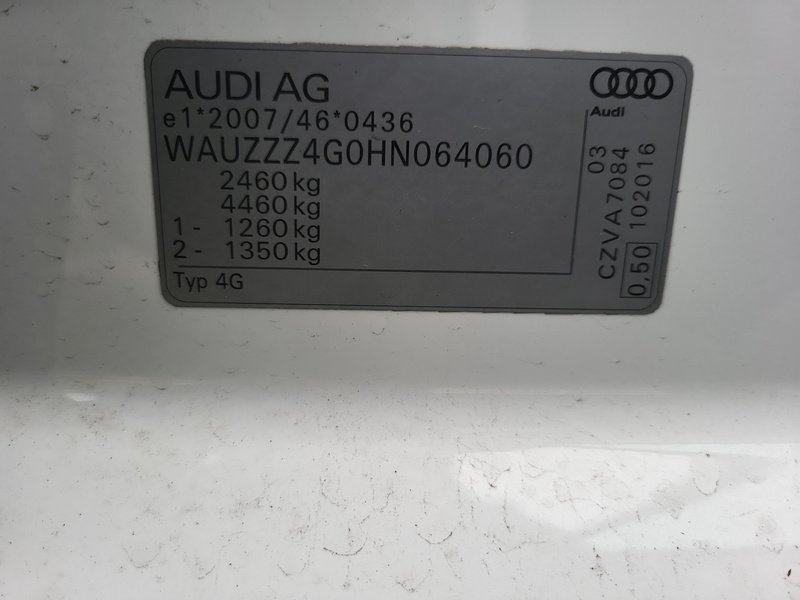 AUDI AG
e1*2007/46*0436
WAUZZZ4G0HN064060
2460 kg
4460 kg
1 - 1260 kg
2 - 1350 kg
Typ 4G
Audi
03
CZVA7084
0,50 102016